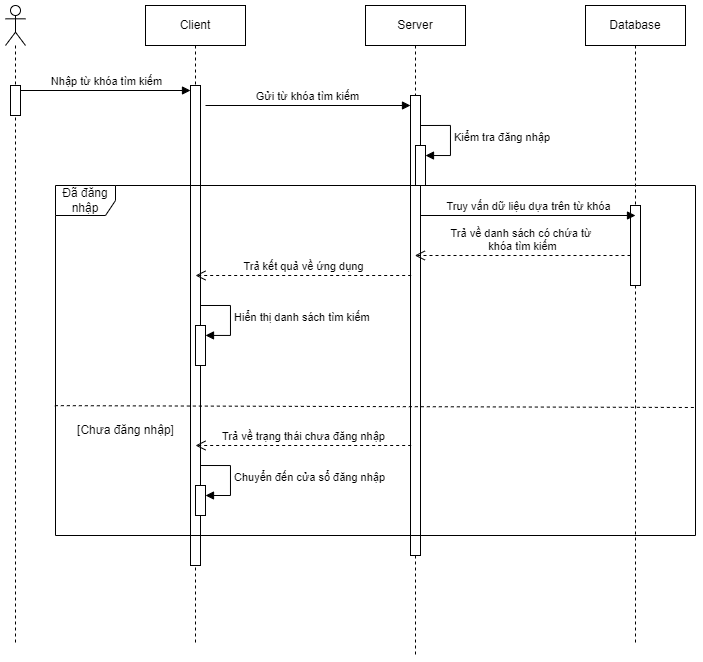 Client
Server
Database
Nhập từ khóa tìm kiếm
Gửi từ khóa tìm kiếm
Kiểm tra đăng nhập
Đã đăng
nhập
Truy vấn dữ liệu dựa trên từ khóa
Trả về danh sách có chứa từ
khóa tìm kiếm
Trả kết quả về ứng dụng
Hiển thị danh sách tìm kiếm
[Chưa đăng nhập]
Trả về trạng thái chưa đăng nhập
Chuyển đến cửa sổ đăng nhập